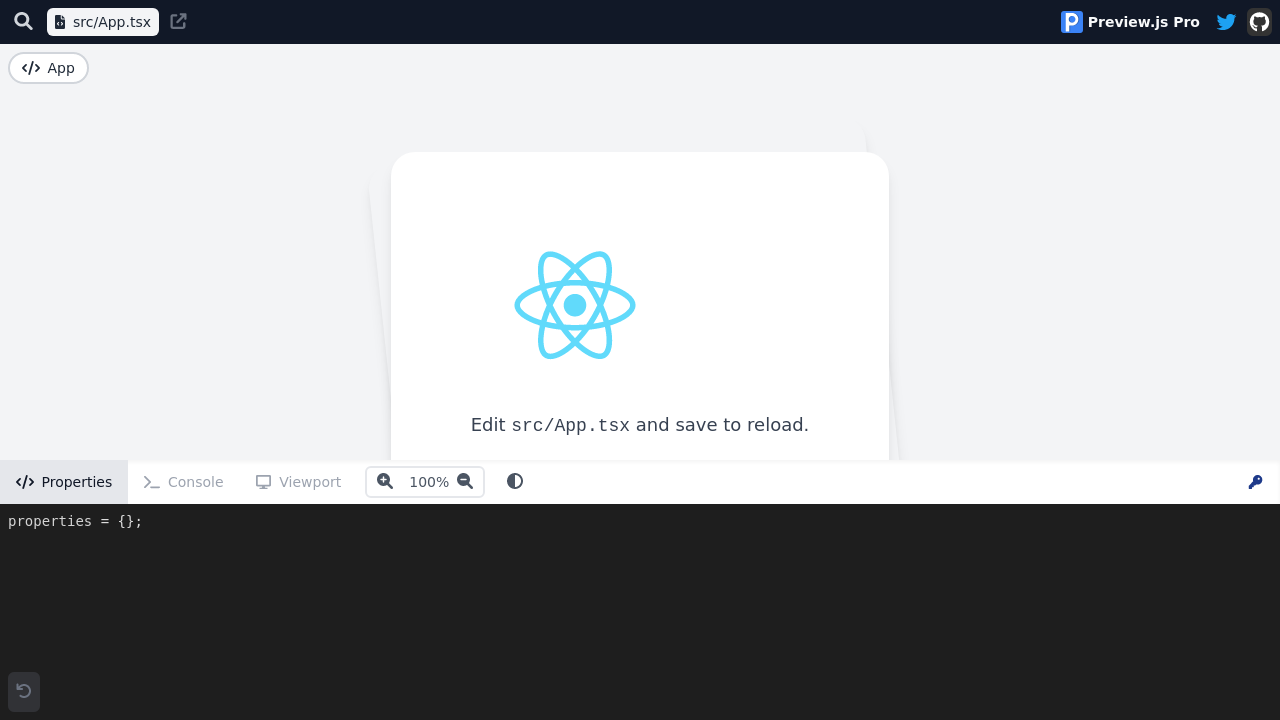 src/App.tsx
Preview.js Pro
App
Edit src/App.tsx and save to reload.
Properties
Console
Viewport
100%
properties = {};